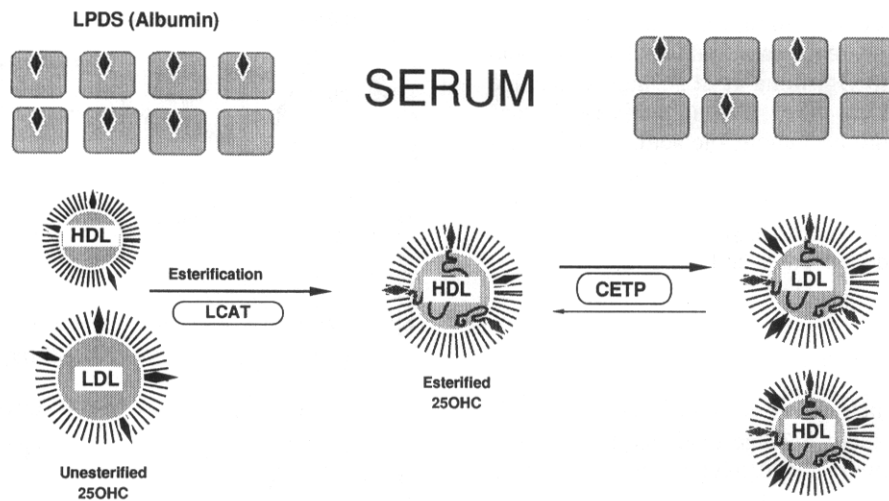 LPDS (Albumin)
SERUM
HDL
Esterification
LCAT
LDL
Unesterified
25OHC
HDL
Esterified
25OHC
CETP
LDL
HDL